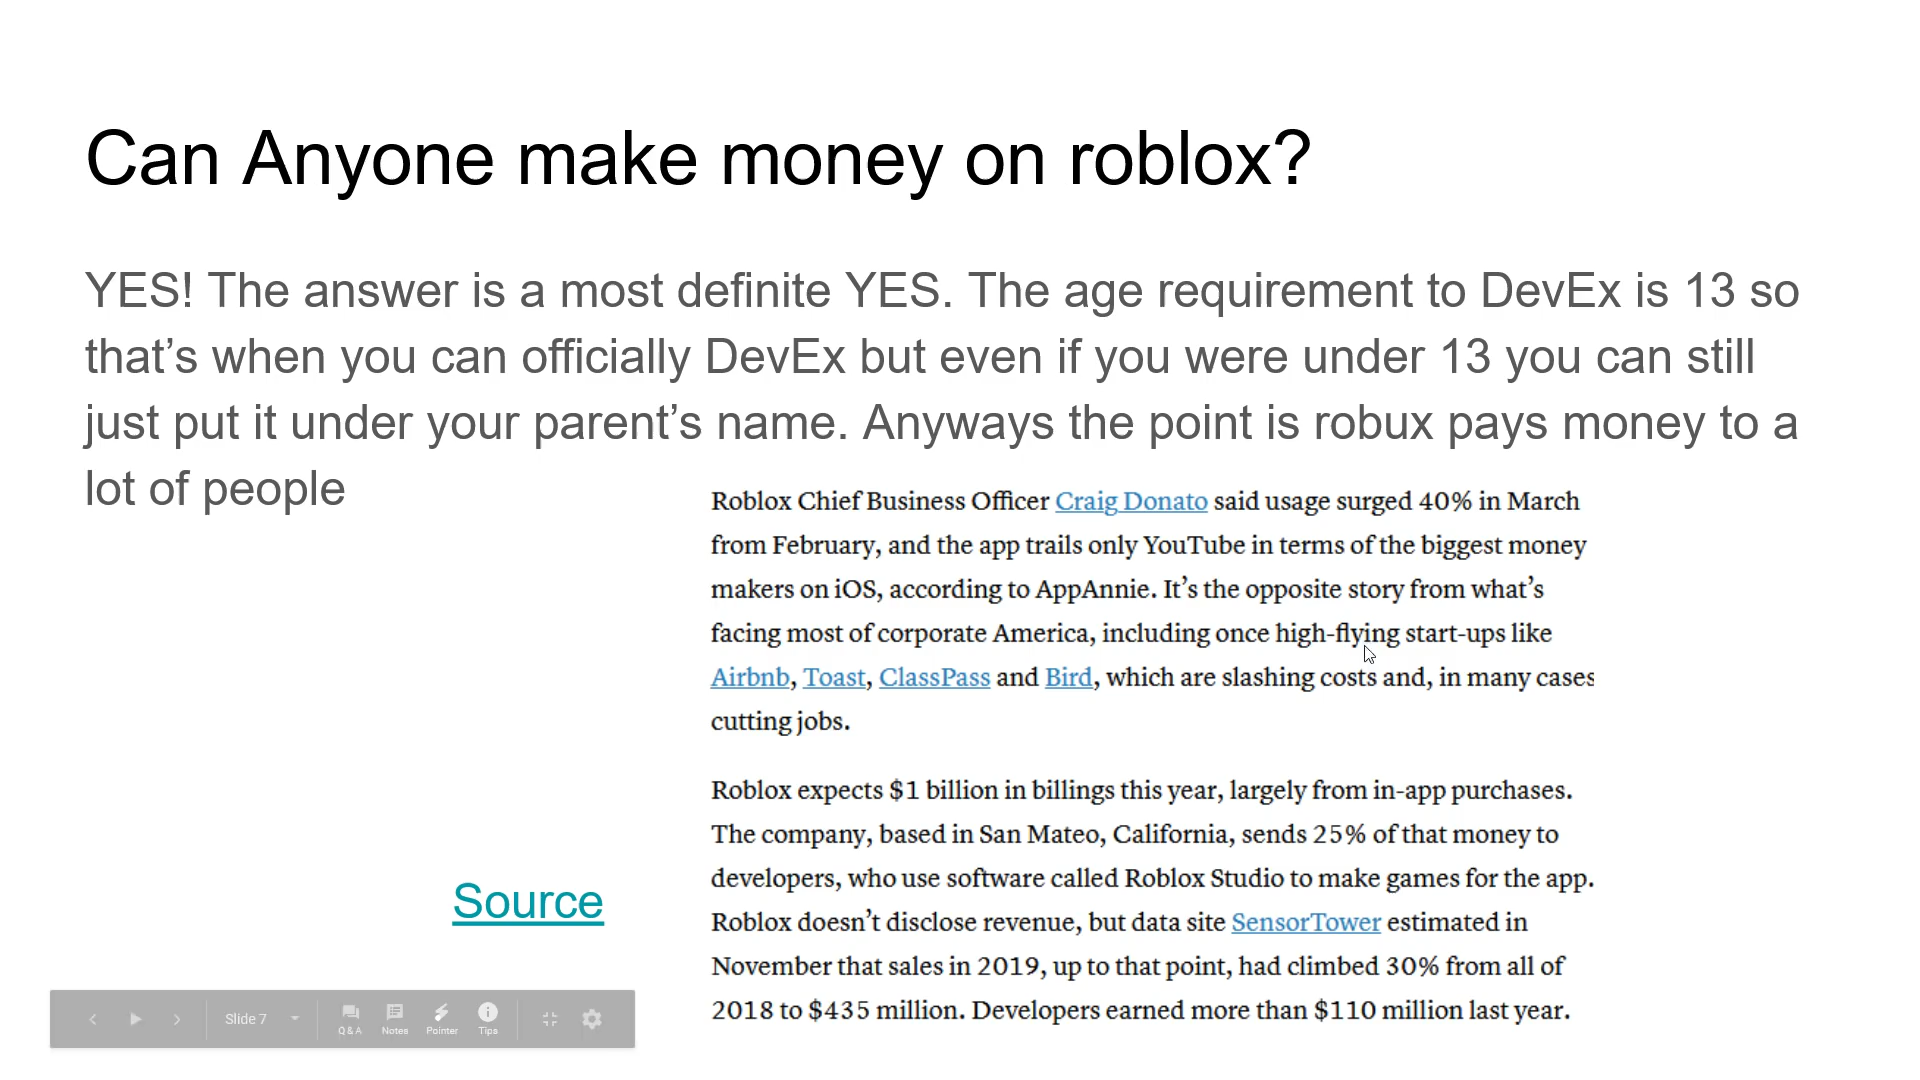 Can Anyone make money on roblox?
YES! The answer is a most definite YES. The age requirement to DevEx is 13 so
that’s when you can officially DevEx but even if you were under 13 you can still
just put it under your parent’s name. Anyways the point is robux pays money to a
lot of people
Roblox Chief Business Officer Craig Donato said usage surged 40% in March
from February, and the app trails only YouTube in terms of the biggest money
makers on iOS, according to AppAnnie. It’s the opposite story from what’s
facing most of corporate America, including once high-flying start-ups like
Airbnb, Toast, ClassPass and Bird, which are slashing costs and, in many cases
cutting jobs.
Roblox expects $1 billion in billings this year, largely from in-app purchases.
The company, based in San Mateo, California, sends 25% of that money to
developers, who use software called Roblox Studio to make games for the app.
Roblox doesn’t disclose revenue, but data site SensorTower estimated in
November that sales in 2019, up to that point, had climbed 30% from all of
2018 to $435 million. Developers earned more than $110 million last year.
Source
Slide 7
Q & A Notes Pointer Tips